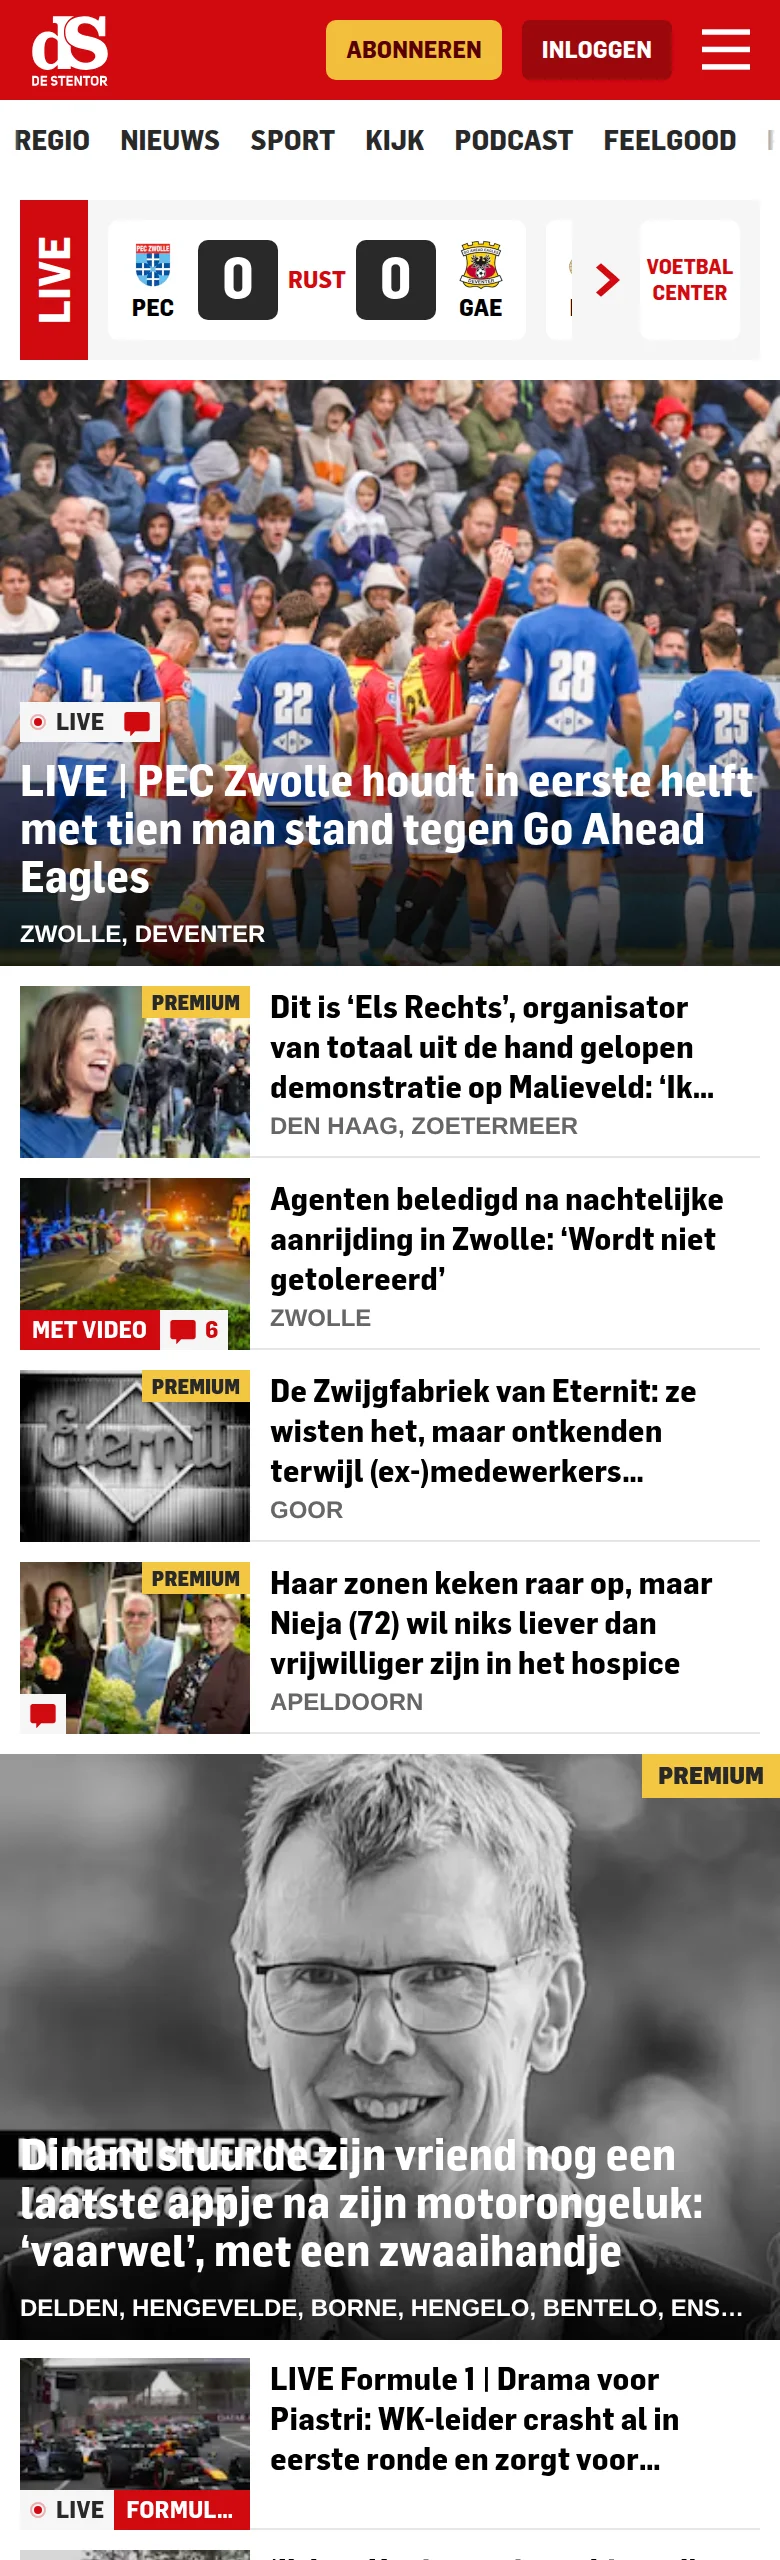 dS
DE STENTOR
ABONNEREN
INLOGGEN
REGIO NIEUWS SPORT KIJK PODCAST FEELGOOD
LIVE
PEC ZWOLLE
PEC
0
RUST
0
GAE
VOETBAL
CENTER
4
22
28
25
LIVE
LIVE | PEC Zwolle houdt in eerste helft
met tien man stand tegen Go Ahead
Eagles
ZWOLLE, DEVENTER
PREMIUM
Dit is ‘Els Rechts’, organisator
van totaal uit de hand gelopen
demonstratie op Malieveld: ‘Ik...
DEN HAAG, ZOETERMEER
Agenten beledigd na nachtelijke
aanrijding in Zwolle: ‘Wordt niet
getolereerd’
ZWOLLE
MET VIDEO
6
PREMIUM
Eternit
De Zwijgfabriek van Eternit: ze
wisten het, maar ontkenden
terwijl (ex-)medewerkers...
GOOR
PREMIUM
Haar zonen keken raar op, maar
Nieja (72) wil niks liever dan
vrijwilliger zijn in het hospice
APELDOORN
PREMIUM
Dinant stuurde zijn vriend nog een
laatste appje na zijn motorongeluk:
‘vaarwel’, met een zwaaihandje
DELDEN, HENGEVELDE, BORNE, HENGELO, BENTELO, ENS...
LIVE Formule 1 | Drama voor
Piastri: WK-leider crasht al in
eerste ronde en zorgt voor...
LIVE
FORMUL...